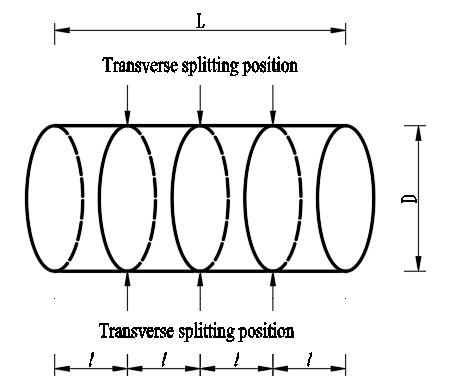 L
Transverse splitting position
D
Transverse splitting position
l l l l